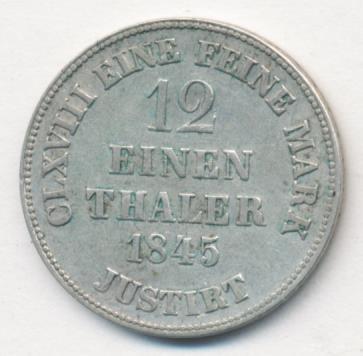 CLXVIII EINE FEINE MARK
12
EINEN
THALER
1845
JUSTIRT